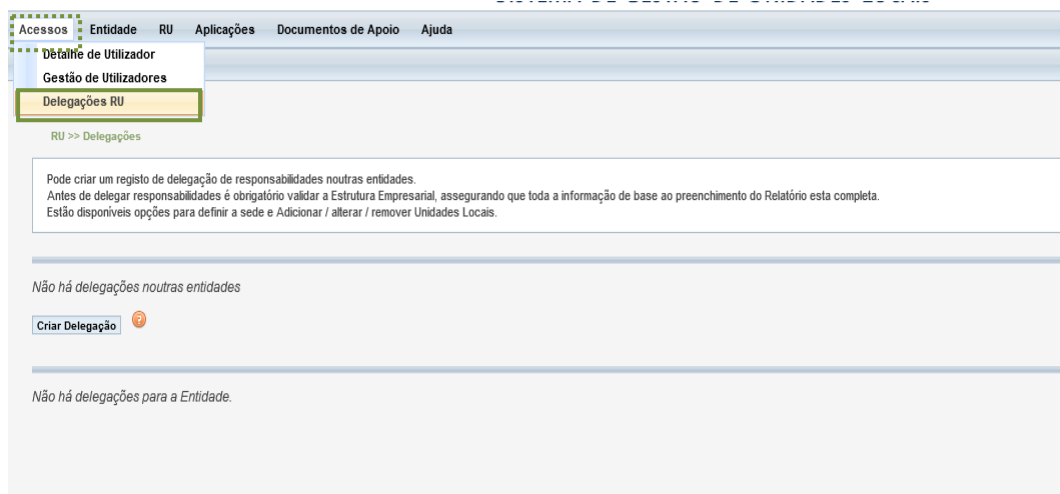 Acessos Entidade RU Aplicações Documentos de Apoio Ajuda
Detalhe de Utilizador
Gestão de Utilizadores
Delegações RU
RU >> Delegações
Pode criar um registo de delegação de responsabilidades noutras entidades.
Antes de delegar responsabilidades é obrigatório validar a Estrutura Empresarial, assegurando que toda a informação de base ao preenchimento do Relatório esta completa.
Estão disponíveis opções para definir a sede e Adicionar / alterar / remover Unidades Locais.
Não há delegações noutras entidades
Criar Delegação ?
Não há delegações para a Entidade.